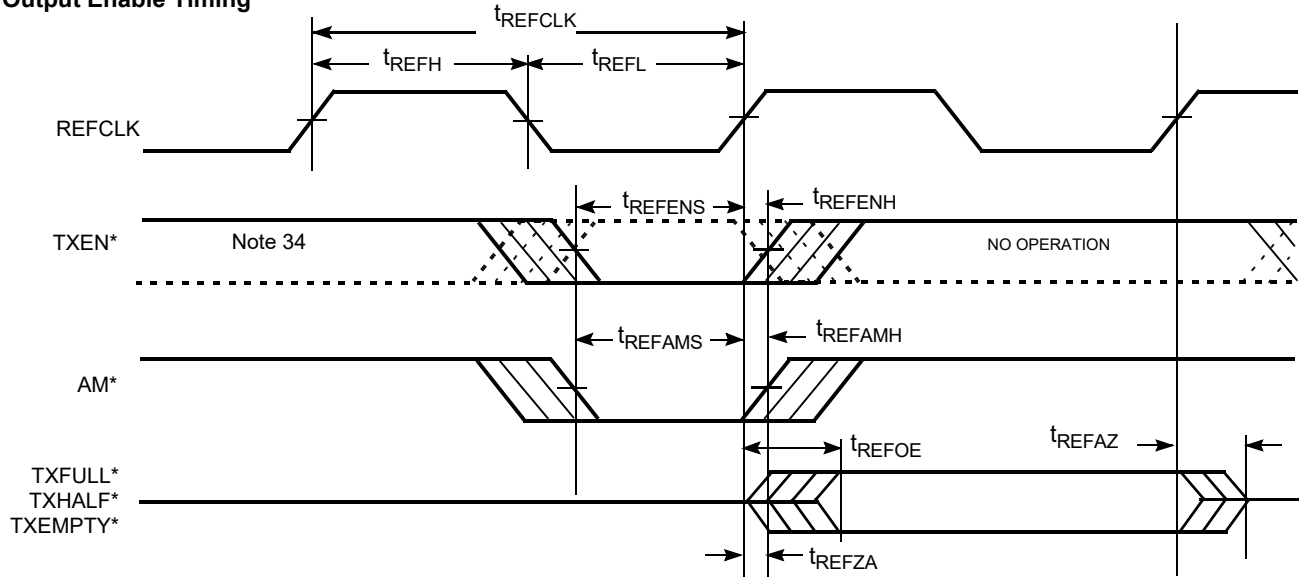 Output Enable Timing
tREFCLK
tREFH
tREFL
REFCLK
tREFENS
tREFENH
TXEN*
Note 34
NO OPERATION
tREFAMS
tREFAMH
AM*
tREFOE
tREFAZ
TXFULL*
TXHALF*
TXEMPTY*
tREFZA